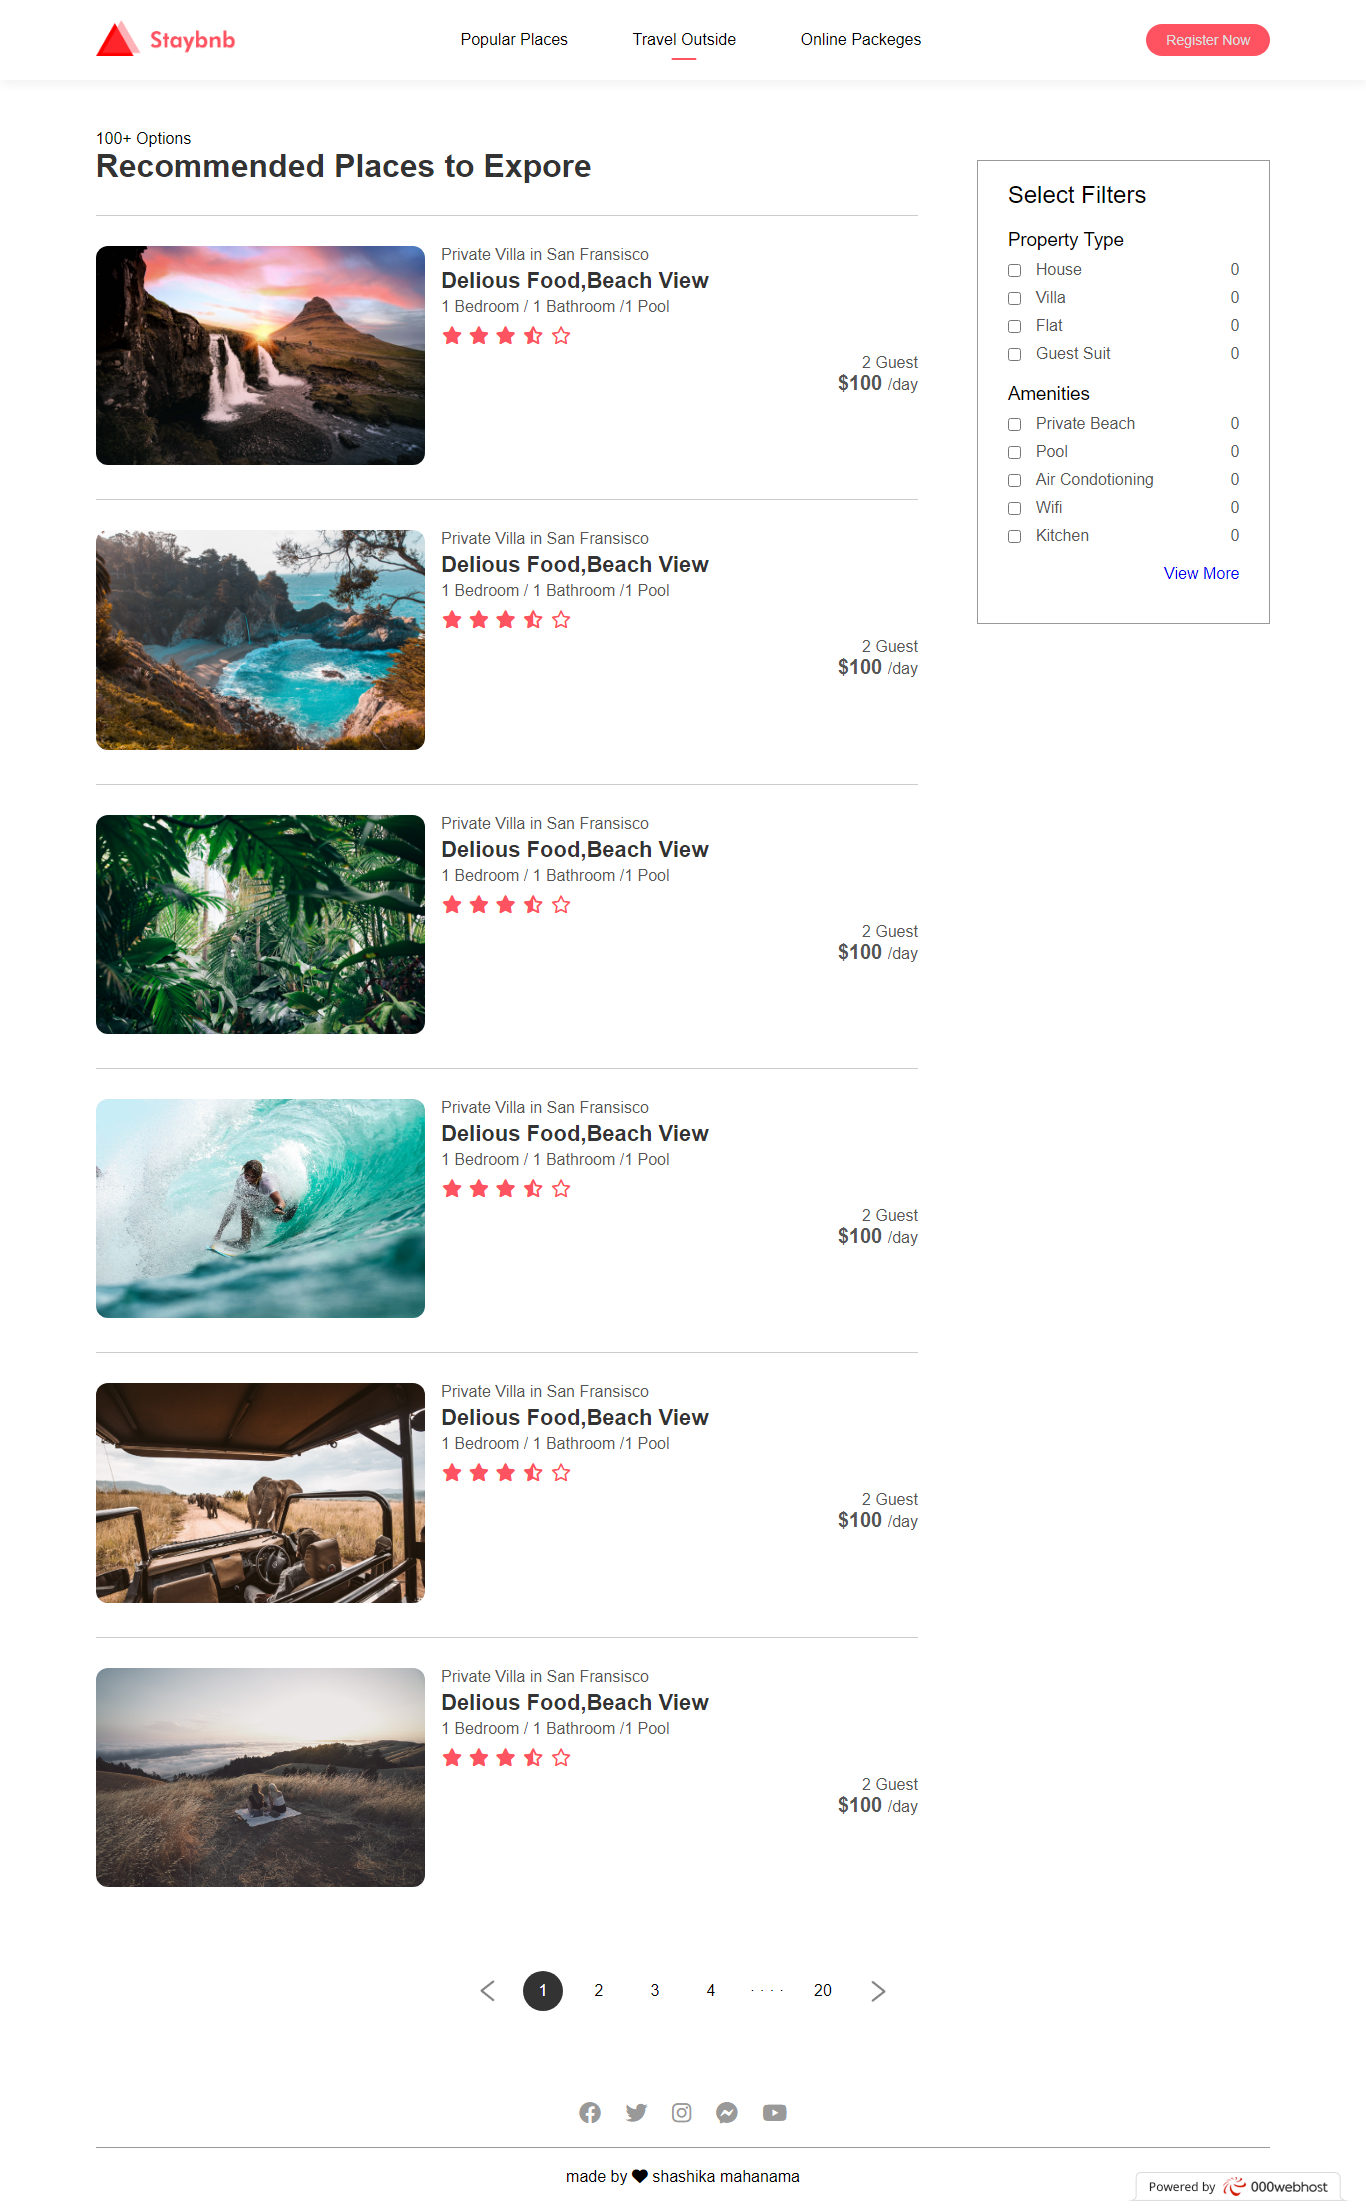 Staybnb
Popular Places
Travel Outside
Online Packeges
Register Now
100+ Options
Recommended Places to Expore
Private Villa in San Fransisco
Delious Food,Beach View
1 Bedroom / 1 Bathroom /1 Pool
2 Guest
$100 /day
Private Villa in San Fransisco
Delious Food,Beach View
1 Bedroom / 1 Bathroom /1 Pool
2 Guest
$100 /day
Private Villa in San Fransisco
Delious Food,Beach View
1 Bedroom / 1 Bathroom /1 Pool
2 Guest
$100 /day
Private Villa in San Fransisco
Delious Food,Beach View
1 Bedroom / 1 Bathroom /1 Pool
2 Guest
$100 /day
Private Villa in San Fransisco
Delious Food,Beach View
1 Bedroom / 1 Bathroom /1 Pool
2 Guest
$100 /day
Private Villa in San Fransisco
Delious Food,Beach View
1 Bedroom / 1 Bathroom /1 Pool
2 Guest
$100 /day
Select Filters
Property Type
House 0
Villa 0
Flat 0
Guest Suit 0
Amenities
Private Beach 0
Pool 0
Air Condotioning 0
Wifi 0
Kitchen 0
View More
1 2 3 4 · · · · 20
made by ♥ shashika mahanama
Powered by 000webhost